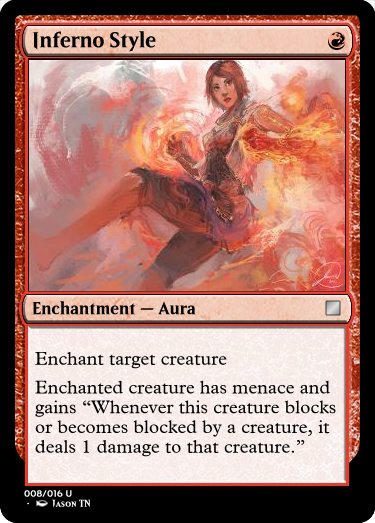 Inferno Style
Enchantment — Aura
Enchant target creature
Enchanted creature has menace and
gains “Whenever this creature blocks
or becomes blocked by a creature, it
deals 1 damage to that creature.”
008/016 U
· Jason TN